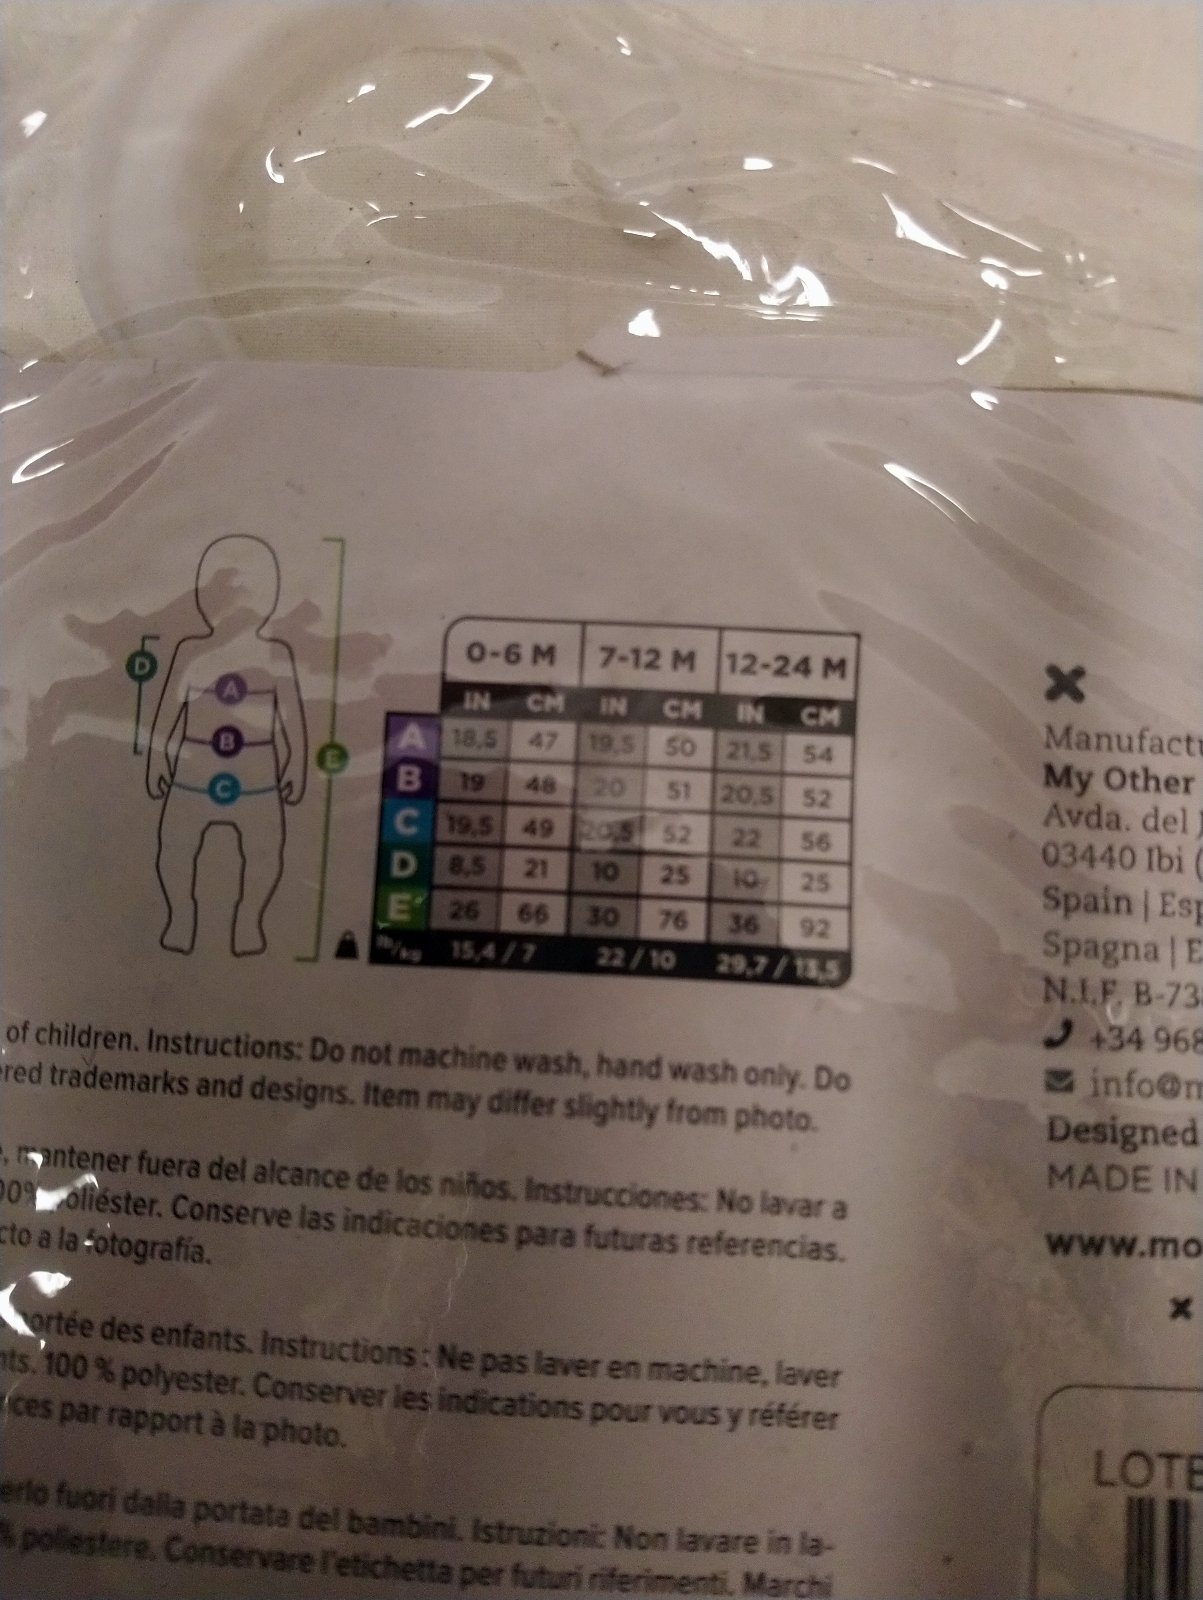 D
A
B
E
C
0-6 M 7-12 M 12-24 M
IN CM IN CM IN CM
A 18,5 47 19,5 50 21,5 54
B 19 48 20 51 20,5 52
C 19,5 49 20,5 52 22 56
D 8,5 21 10 25 10 25
E 26 66 30 76 36 92
lb/kg 15,4 / 7 22 / 10 29,7 / 13,5
of children. Instructions: Do not machine wash, hand wash only. Do
ered trademarks and designs. Item may differ slightly from photo.
mantener fuera del alcance de los niños. Instrucciones: No lavar a
00% poliéster. Conserve las indicaciones para futuras referencias.
cto a la fotografía.
portée des enfants. Instructions : Ne pas laver en machine, laver
nts. 100 % polyester. Conserver les indications pour vous y référer
ces par rapport à la photo.
erlo fuori dalla portata dei bambini. Istruzioni: Non lavare in la-
% poliestere. Conservare l'etichetta per futuri riferimenti. Marchi
Manufactu
My Other
Avda. del
03440 Ibi (
Spain | Esp
Spagna | E
N.I.F. B-73
+34 968
info@m
Designed
MADE IN
www.mo
LOTE